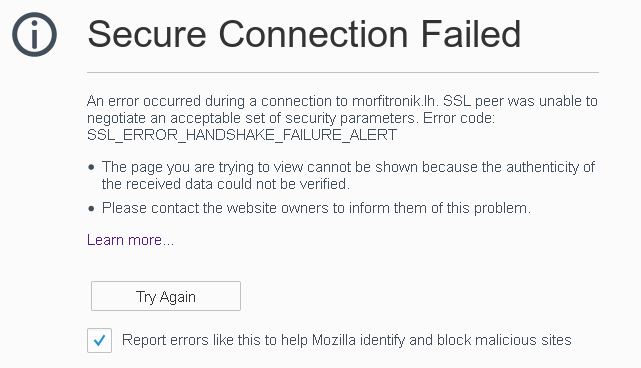 Secure Connection Failed
An error occurred during a connection to morfitronik.lh. SSL peer was unable to
negotiate an acceptable set of security parameters. Error code:
SSL_ERROR_HANDSHAKE_FAILURE_ALERT
• The page you are trying to view cannot be shown because the authenticity of
the received data could not be verified.
• Please contact the website owners to inform them of this problem.
Learn more...
Try Again
Report errors like this to help Mozilla identify and block malicious sites